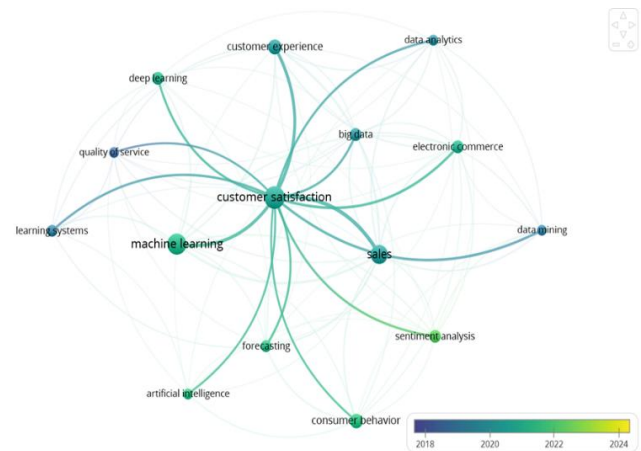 data analytics
customer experience
deep learning
big data
electronic commerce
quality of service
customer satisfaction
learning systems
data mining
machine learning
sales
sentiment analysis
forecasting
artificial intelligence
consumer behavior
2018 2020 2022 2024